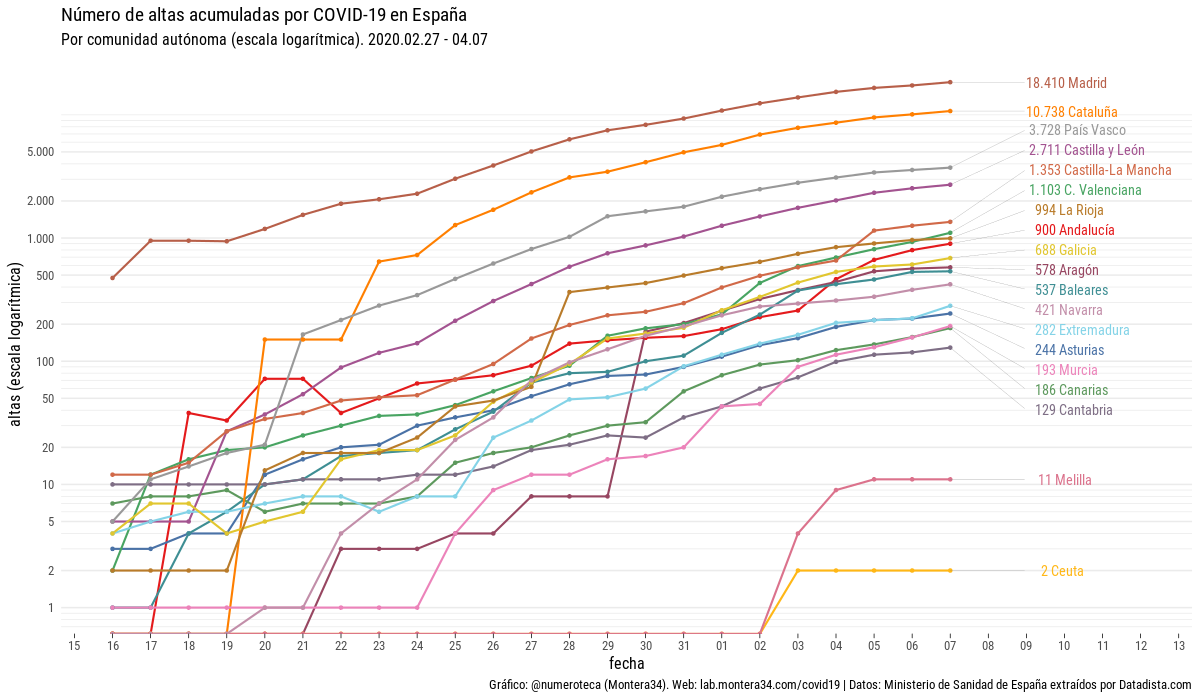 Número de altas acumuladas por COVID-19 en España
Por comunidad autónoma (escala logarítmica). 2020.02.27 - 04.07
altas (escala logarítmica)
5.000
2.000
1.000
500
200
100
50
20
10
5
2
1
18.410 Madrid
10.738 Cataluña
3.728 País Vasco
2.711 Castilla y León
1.353 Castilla-La Mancha
1.103 C. Valenciana
994 La Rioja
900 Andalucía
688 Galicia
578 Aragón
537 Baleares
421 Navarra
282 Extremadura
244 Asturias
193 Murcia
186 Canarias
129 Cantabria
11 Melilla
2 Ceuta
15 16 17 18 19 20 21 22 23 24 25 26 27 28 29 30 31 01 02 03 04 05 06 07 08 09 10 11 12 13
fecha
Gráfico: @numeroteca (Montera34). Web: lab.montera34.com/covid19 | Datos: Ministerio de Sanidad de España extraídos por Datadista.com